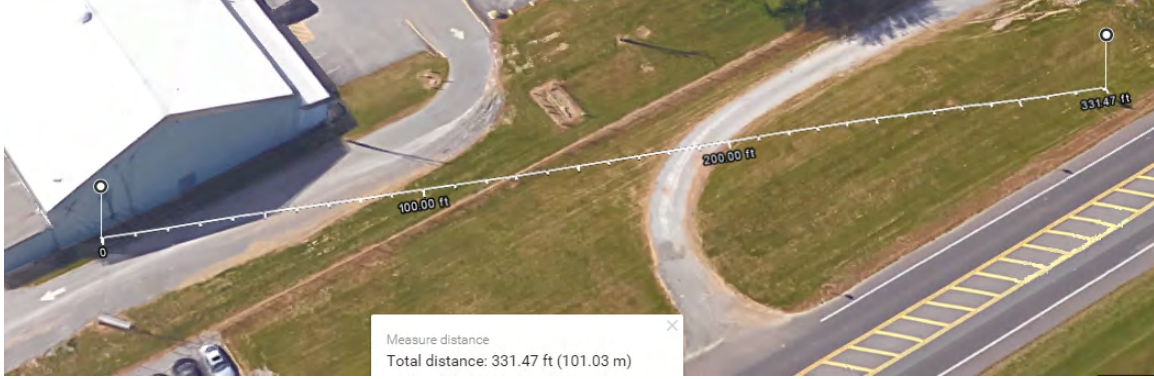 331.47 ft
200.00 ft
100.00 ft
0
Measure distance
Total distance: 331.47 ft (101.03 m)